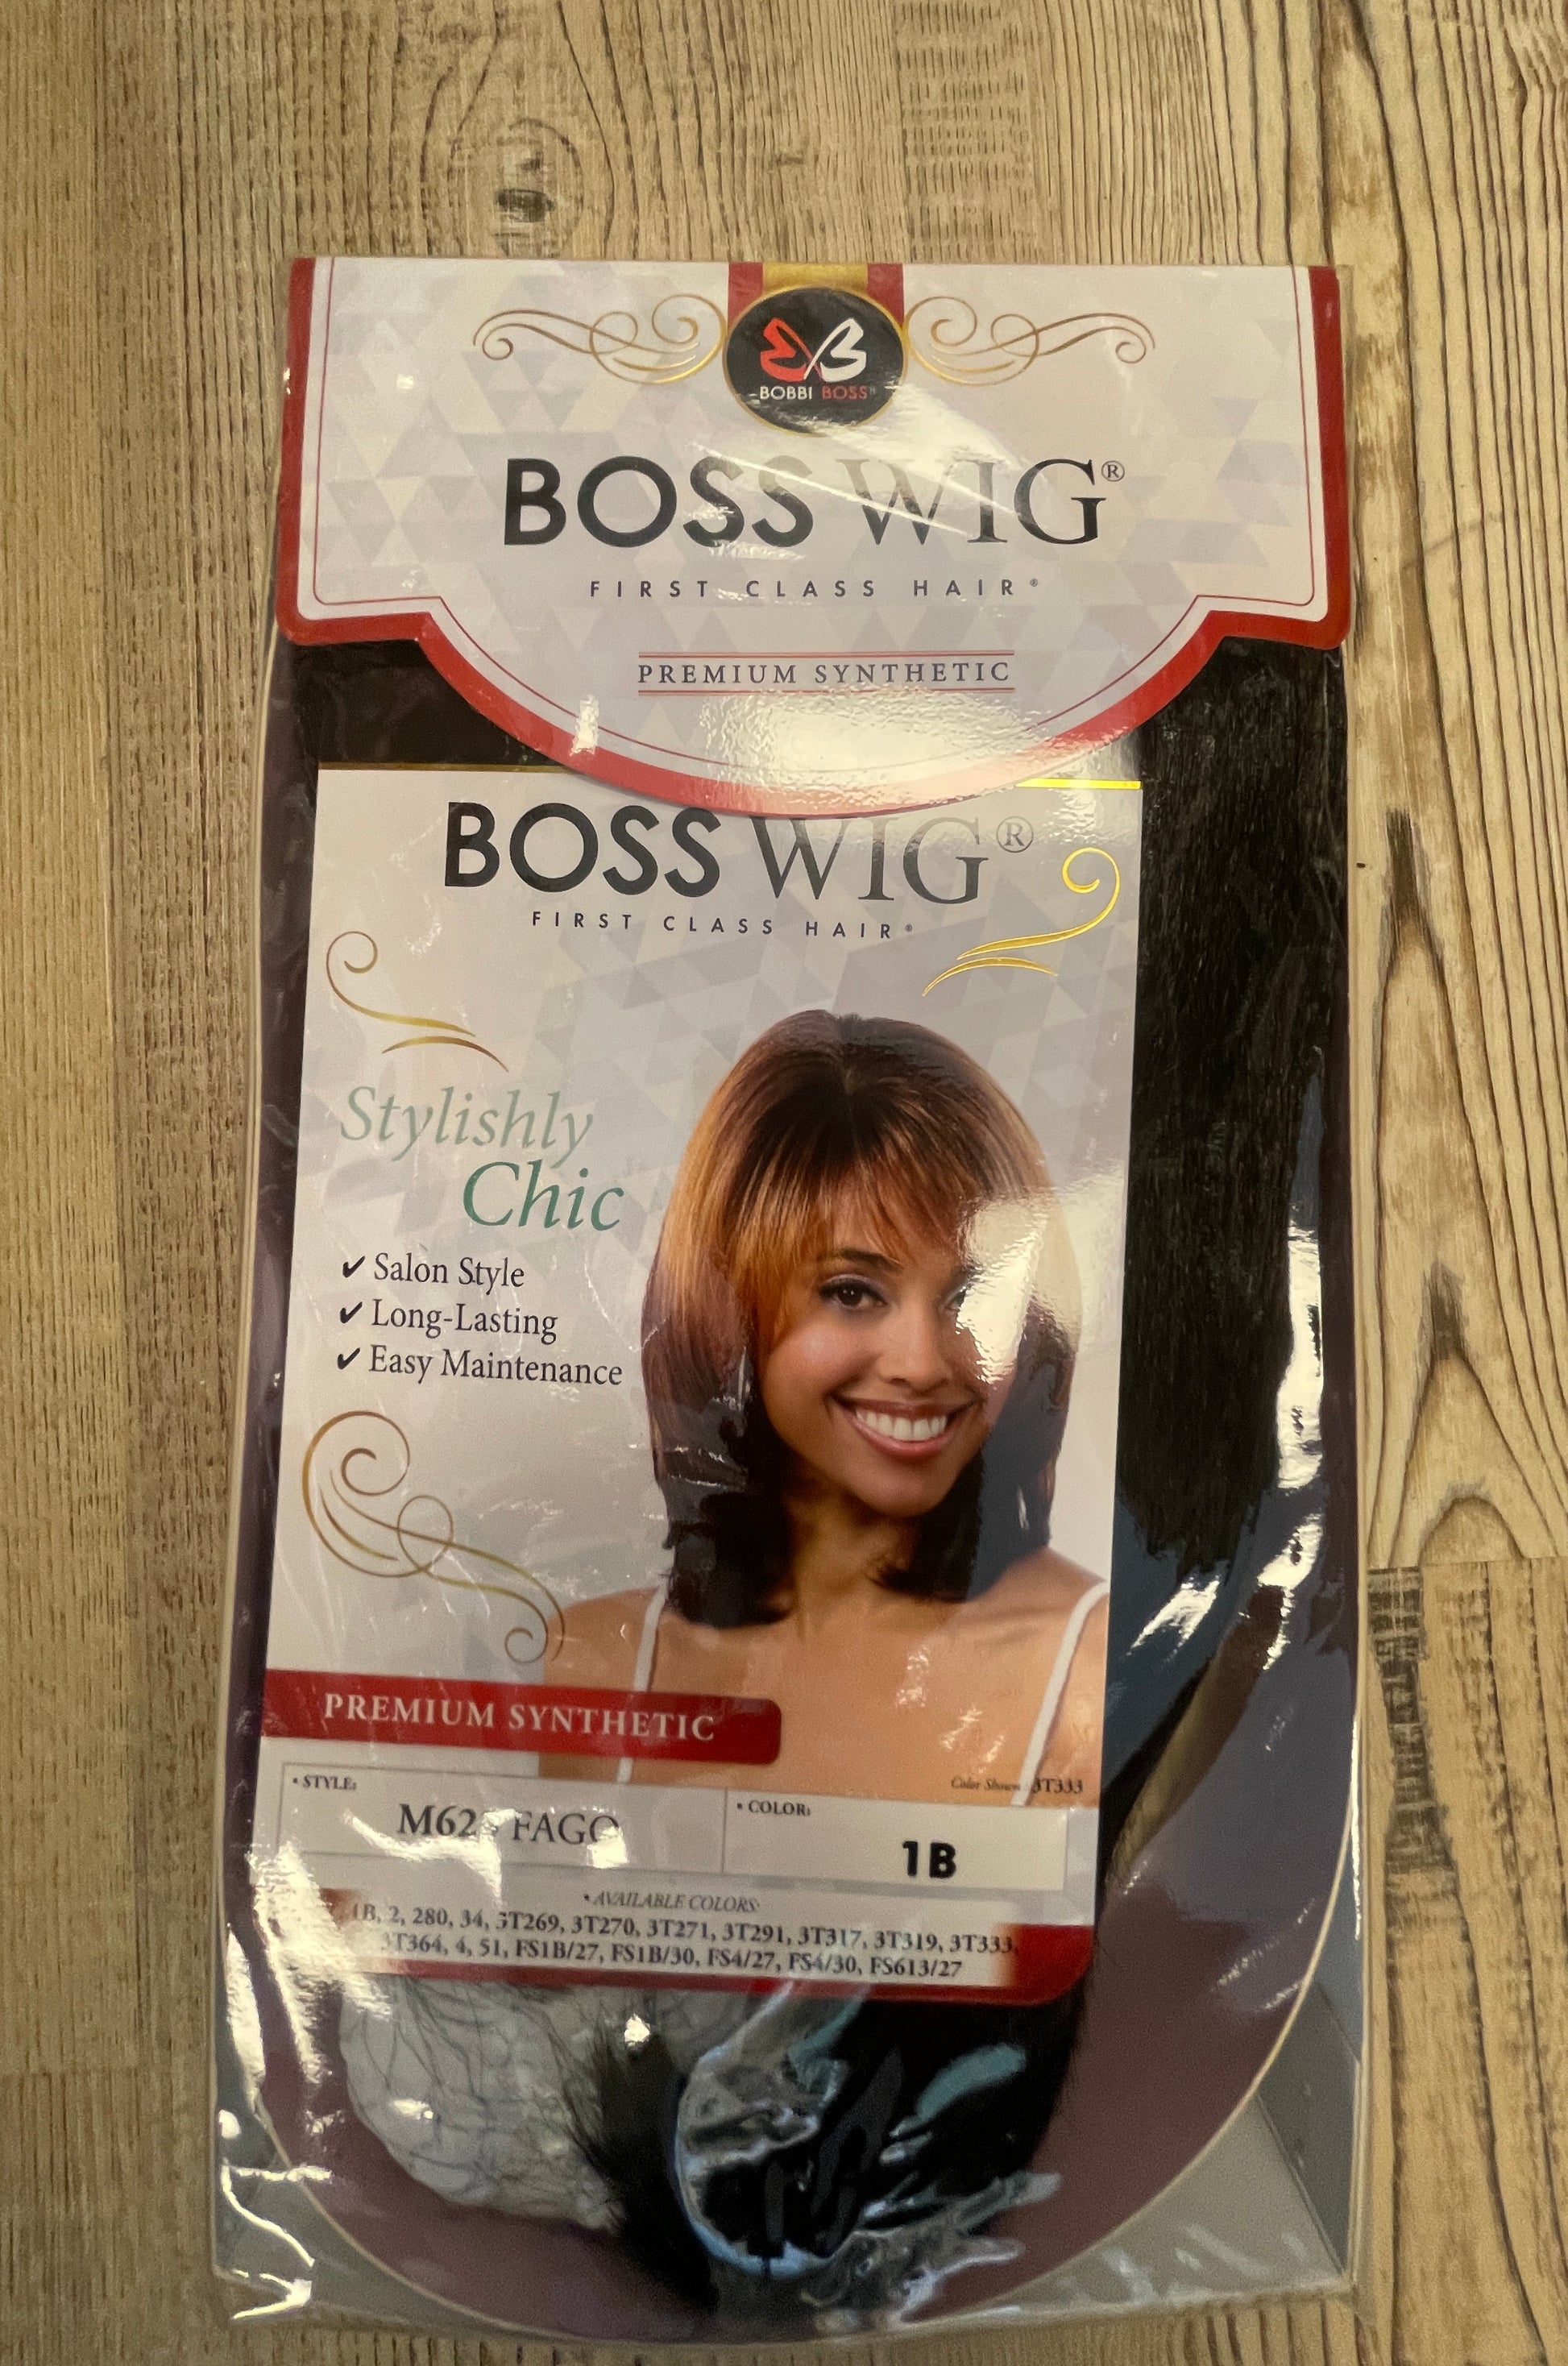 BOBBI BOSS®
BOSS WIG®
FIRST CLASS HAIR®
PREMIUM SYNTHETIC
BOSS WIG®
FIRST CLASS HAIR®
Stylishly
Chic
✓ Salon Style
✓ Long-Lasting
✓ Easy Maintenance
PREMIUM SYNTHETIC
Color Shown: 3T333
• STYLE:
FAGO
• COLOR:
1B
• AVAILABLE COLORS:
1B, 2, 280, 34, 3T269, 3T270, 3T271, 3T291, 3T317, 3T319, 3T333,
3T364, 4, 51, FS1B/27, FS1B/30, FS4/27, FS4/30, FS613/27